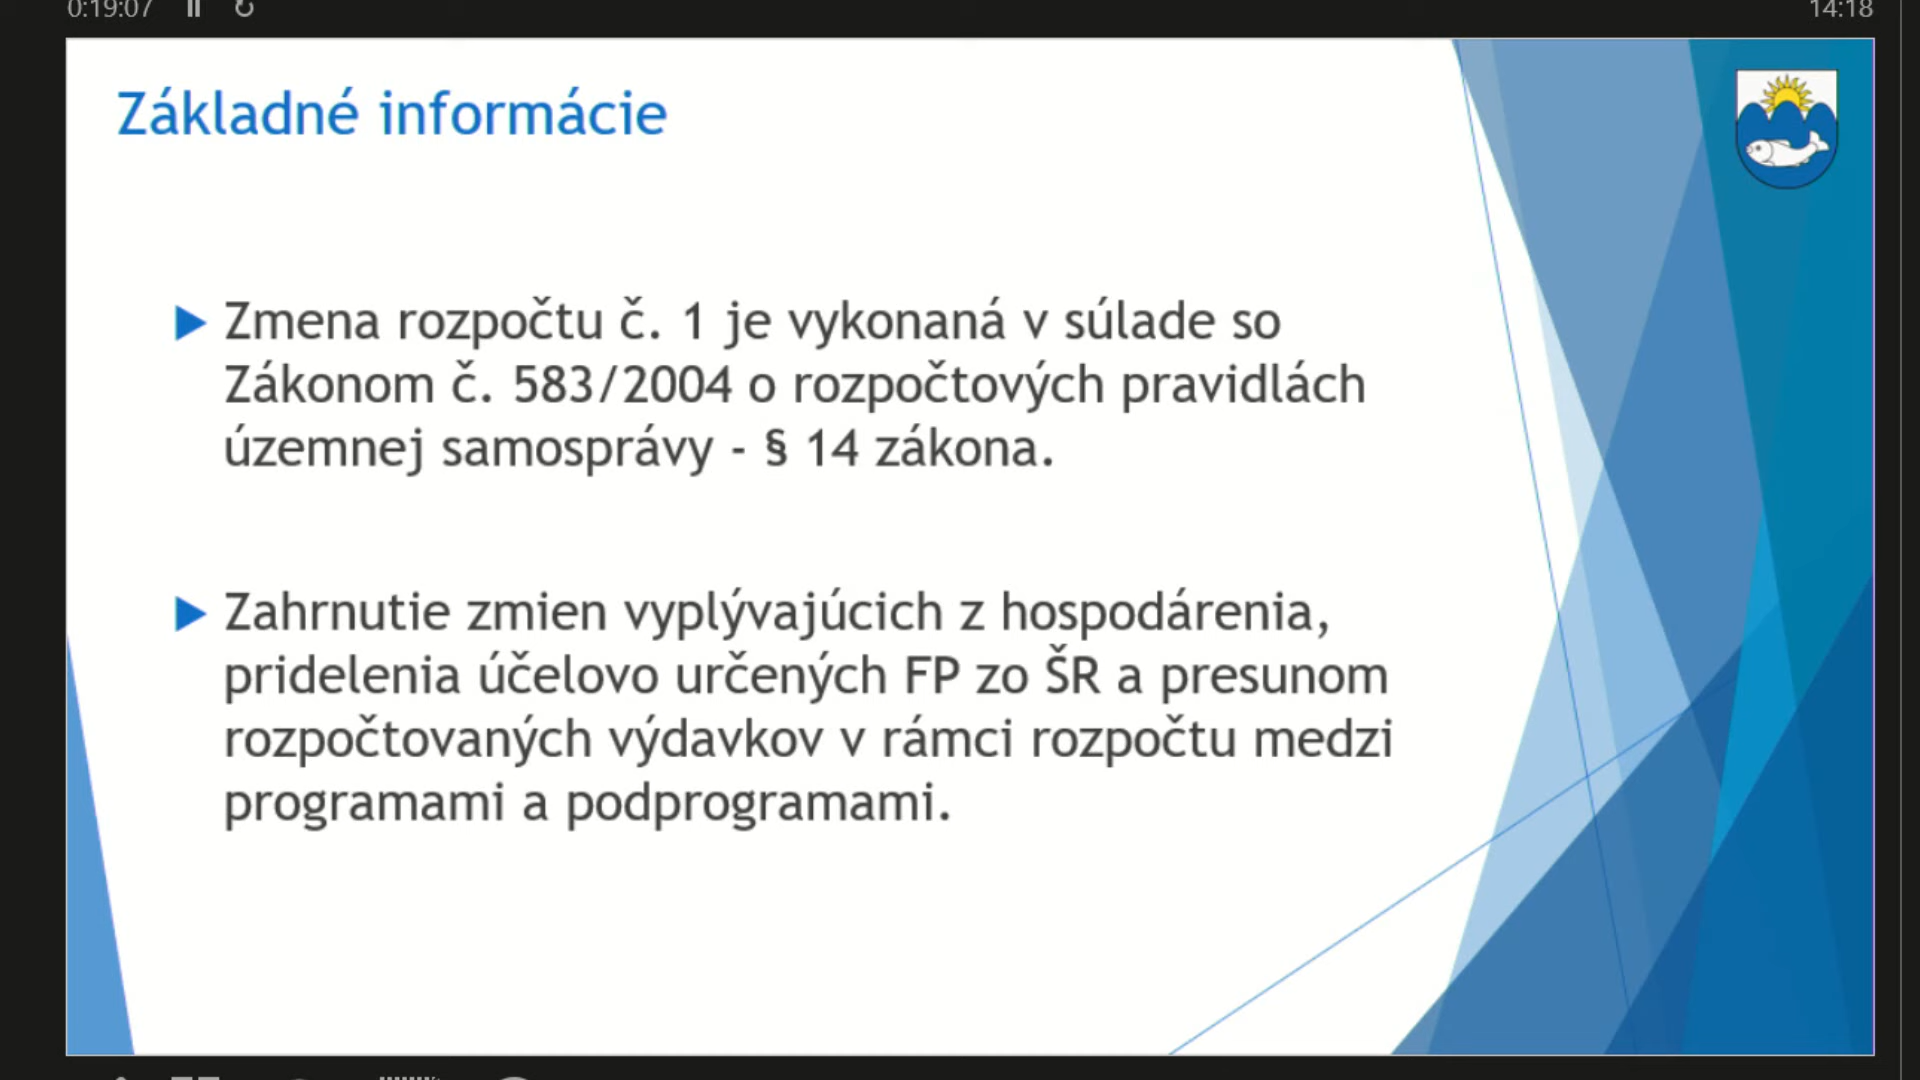 0:19:07
14:18
Základné informácie
Zmena rozpočtu č. 1 je vykonaná v súlade so
Zákonom č. 583/2004 o rozpočtových pravidlách
územnej samosprávy - § 14 zákona.
Zahrnutie zmien vyplývajúcich z hospodárenia,
pridelenia účelovo určených FP zo ŠR a presunom
rozpočtovaných výdavkov v rámci rozpočtu medzi
programami a podprogramami.